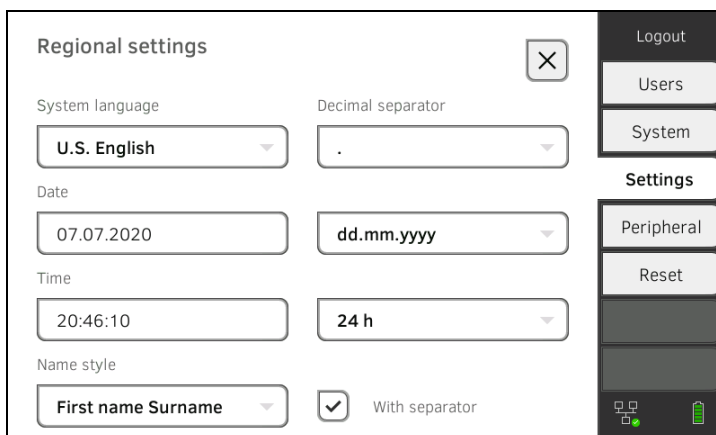 Regional settings
System language
Decimal separator
U.S. English
.
Date
07.07.2020
dd.mm.yyyy
Time
20:46:10
24 h
Name style
First name Surname
With separator
Logout
Users
System
Settings
Peripheral
Reset